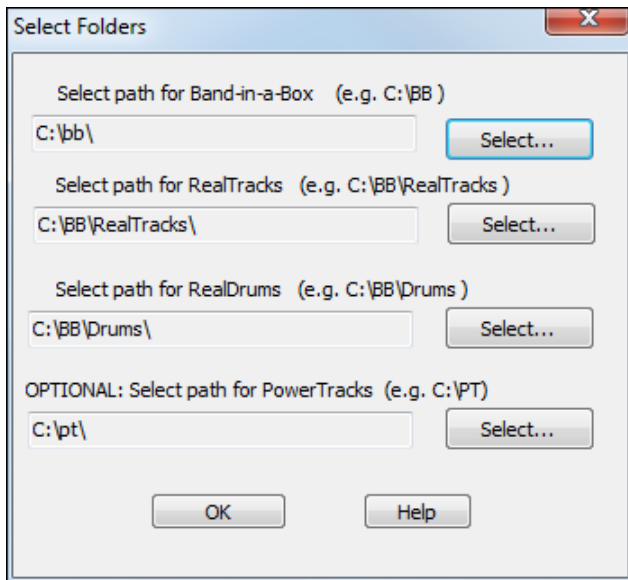 Select Folders
Select path for Band-in-a-Box (e.g. C:\BB )
C:\bb\
Select...
Select path for RealTracks (e.g. C:\BB\RealTracks )
C:\BB\RealTracks\
Select...
Select path for RealDrums (e.g. C:\BB\Drums )
C:\BB\Drums\
Select...
OPTIONAL: Select path for PowerTracks (e.g. C:\PT)
C:\pt\
Select...
OK
Help